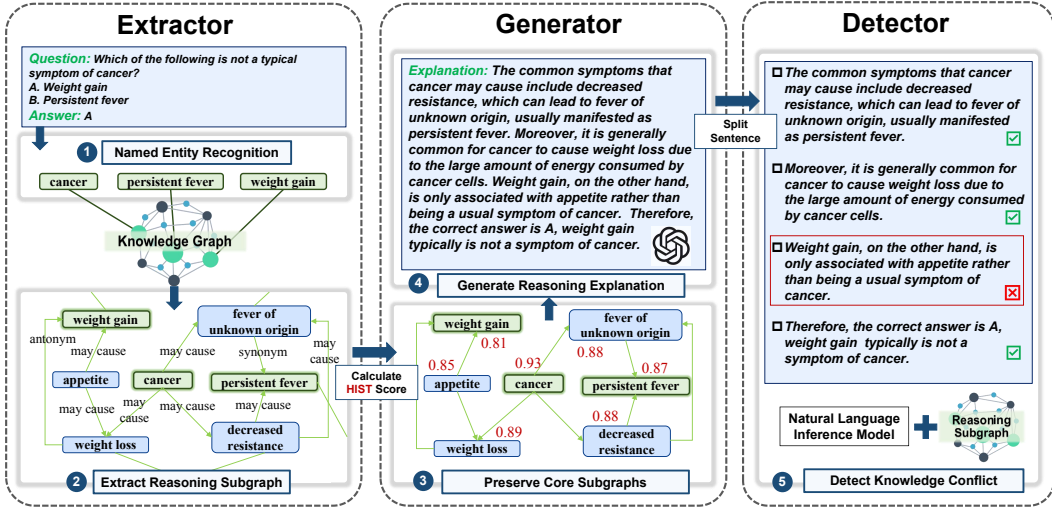 Extractor
Question: Which of the following is not a typical
symptom of cancer?
A. Weight gain
B. Persistent fever
Answer: A
1 Named Entity Recognition
cancer persistent fever weight gain
Knowledge Graph
weight gain
fever of
unknown origin
antonym
may cause
may cause
synonym
may
cause
appetite
cancer
persistent fever
may cause
may
cause
may cause
may cause
weight loss
decreased
resistance
2 Extract Reasoning Subgraph
Calculate
HIST Score
Generator
Explanation: The common symptoms that
cancer may cause include decreased
resistance, which can lead to fever of
unknown origin, usually manifested as
persistent fever. Moreover, it is generally
common for cancer to cause weight loss due
to the large amount of energy consumed by
cancer cells. Weight gain, on the other hand,
is only associated with appetite rather than
being a usual symptom of cancer. Therefore,
the correct answer is A, weight gain
typically is not a symptom of cancer.
4 Generate Reasoning Explanation
weight gain
fever of
unknown origin
0.81
0.85
0.93
0.88
0.87
appetite
cancer
persistent fever
0.88
0.89
weight loss
decreased
resistance
3 Preserve Core Subgraphs
Split
Sentence
Detector
The common symptoms that cancer
may cause include decreased
resistance, which can lead to fever of
unknown origin, usually manifested
as persistent fever.
Moreover, it is generally common for
cancer to cause weight loss due to
the large amount of energy consumed
by cancer cells.
Weight gain, on the other hand, is
only associated with appetite rather
than being a usual symptom of
cancer.
Therefore, the correct answer is A,
weight gain typically is not a
symptom of cancer.
Natural Language
Inference Model
Reasoning
Subgraph
5 Detect Knowledge Conflict